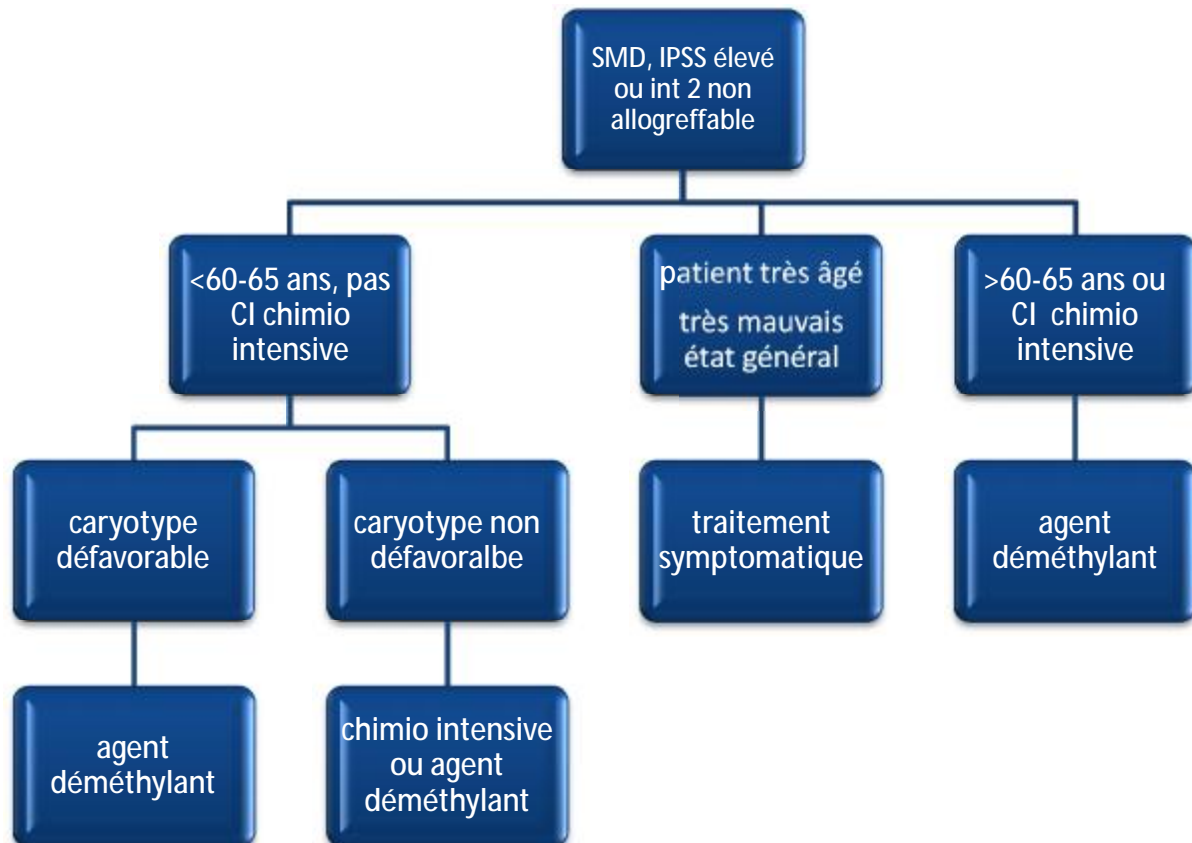 SMD, IPSS élevé
ou int 2 non
allogreffable
<60-65 ans, pas
CI chimio
intensive
patient très âgé
très mauvais
état général
>60-65 ans ou
CI chimio
intensive
caryotype
défavorable
caryotype non
défavoralbe
traitement
symptomatique
agent
déméthylant
agent
déméthylant
chimio intensive
ou agent
déméthylant